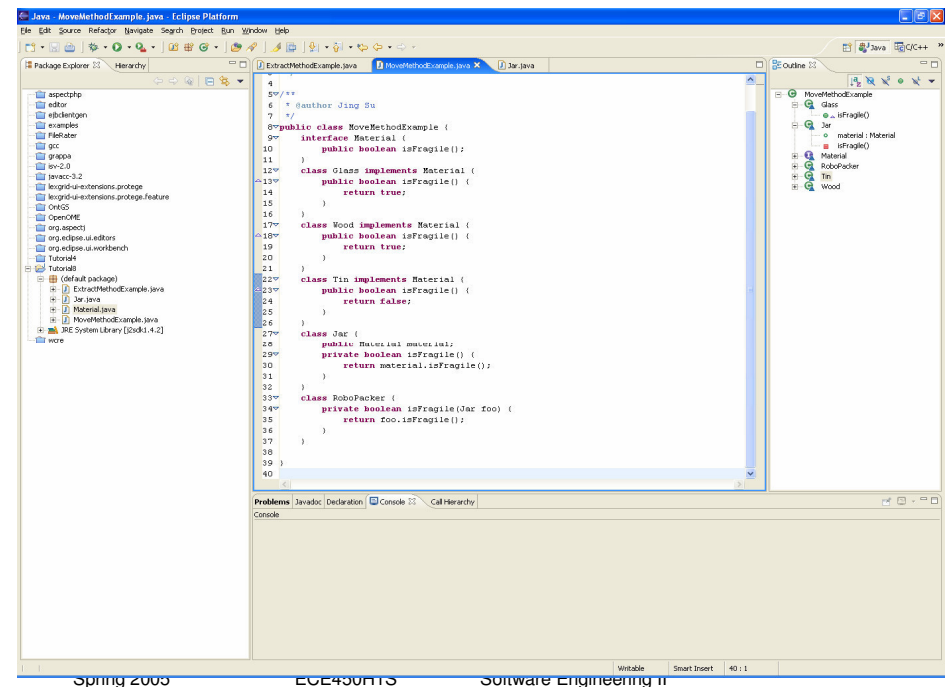 Java - MoveMethodExample.java - Eclipse Platform
File Edit Source Refactor Navigate Search Project Run Window Help
Java C/C++ »
Package Explorer Hierarchy
aspectphp
editor
ejbclientgen
examples
FileRater
gcc
grappa
isv-2.0
javacc-3.2
lexgrid-ui-extensions.protege
lexgrid-ui-extensions.protege.feature
OntGS
OpenOME
org.aspectj
org.eclipse.ui.editors
org.eclipse.ui.workbench
Tutorial4
Tutorial8
(default package)
ExtractMethodExample.java
Jar.java
Material.java
MoveMethodExample.java
JRE System Library [j2sdk1.4.2]
wcre
ExtractMethodExample.java MoveMethodExample.java Jar.java
4
5 /**
6 * @author Jing Su
7 */
8 public class MoveMethodExample {
9 interface Material {
10 public boolean isFragile();
11 }
12 class Glass implements Material {
13 public boolean isFragile() {
14 return true;
15 }
16 }
17 class Wood implements Material {
18 public boolean isFragile() {
19 return true;
20 }
21 }
22 class Tin implements Material {
23 public boolean isFragile() {
24 return false;
25 }
26 }
27 class Jar {
28 public Material material;
29 private boolean isFragile() {
30 return material.isFragile();
31 }
32 }
33 class RoboPacker {
34 private boolean isFragile(Jar foo) {
35 return foo.isFragile();
36 }
37 }
38
39 }
40
Outline
MoveMethodExample
Glass
isFragile()
Jar
material : Material
isFragile()
Material
RoboPacker
Tin
Wood
Problems Javadoc Declaration Console Call Hierarchy
Console
Writable Smart Insert 40 : 1
Spring 2005 ECE450H1S Software Engineering II